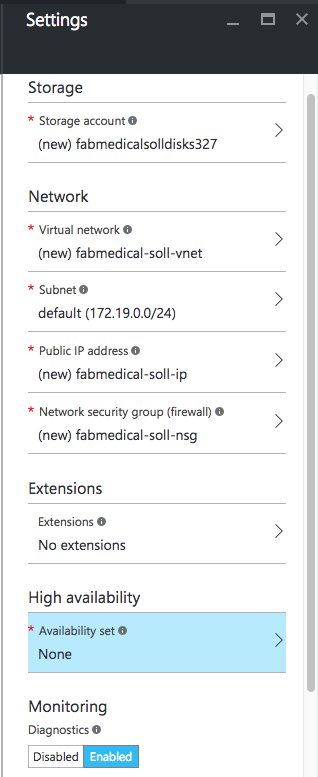 Settings
Storage
* Storage account
(new) fabmedicalsolldisks327
Network
* Virtual network
(new) fabmedical-soll-vnet
* Subnet
default (172.19.0.0/24)
* Public IP address
(new) fabmedical-soll-ip
* Network security group (firewall)
(new) fabmedical-soll-nsg
Extensions
Extensions
No extensions
High availability
* Availability set
None
Monitoring
Diagnostics
Disabled Enabled